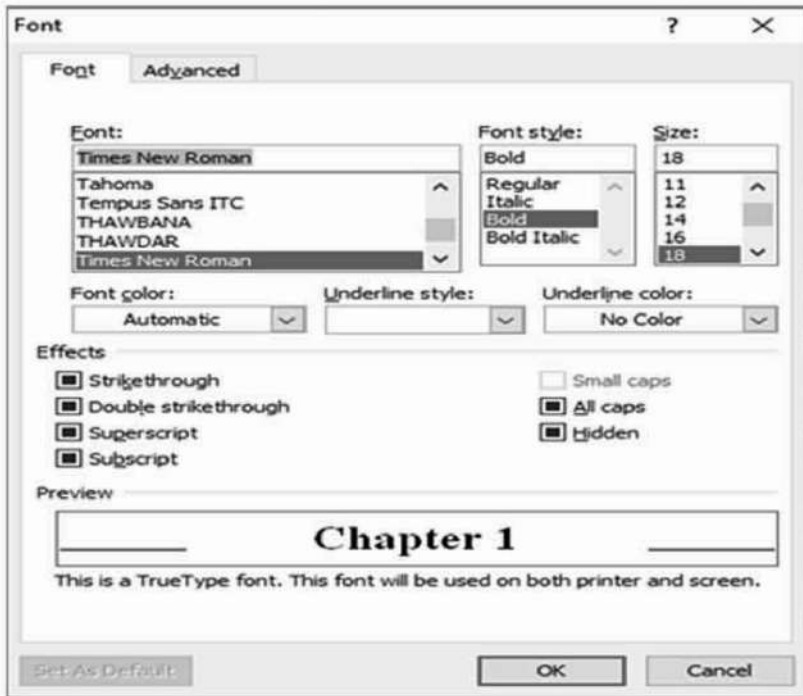 Font ?
Font Advanced
Font: Font style: Size:
Times New Roman Bold 18
Tahoma Regular 11
Tempus Sans ITC Italic 12
THAWBANA Bold 14
THAWDAR Bold Italic 16
Times New Roman 18
Font color: Underline style: Underline color:
Automatic No Color
Effects
Strikethrough Small caps
Double strikethrough All caps
Superscript Hidden
Subscript
Preview
Chapter 1
This is a TrueType font. This font will be used on both printer and screen.
Set As Default OK Cancel